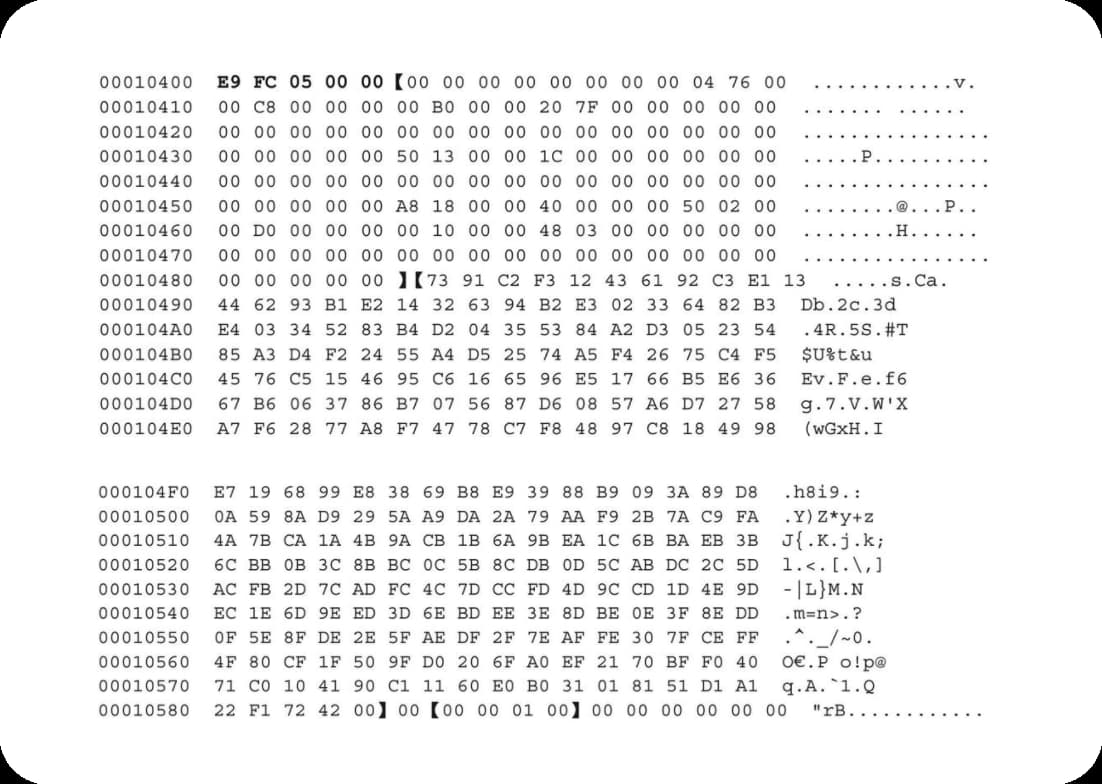 00010400 E9 FC 05 00 00 【00 00 00 00 00 00 00 00 04 76 00 ............v.
00010410 00 C8 00 00 00 00 B0 00 00 20 7F 00 00 00 00 00 ....... ......
00010420 00 00 00 00 00 00 00 00 00 00 00 00 00 00 00 00 ................
00010430 00 00 00 00 00 50 13 00 00 1C 00 00 00 00 00 00 .....P..........
00010440 00 00 00 00 00 00 00 00 00 00 00 00 00 00 00 00 ................
00010450 00 00 00 00 00 A8 18 00 00 40 00 00 00 50 02 00 ........@...P..
00010460 00 D0 00 00 00 00 10 00 00 48 03 00 00 00 00 00 ........H......
00010470 00 00 00 00 00 00 00 00 00 00 00 00 00 00 00 00 ................
00010480 00 00 00 00 00 】【73 91 C2 F3 12 43 61 92 C3 E1 13 .....s.Ca.
00010490 44 62 93 B1 E2 14 32 63 94 B2 E3 02 33 64 82 B3 Db.2c.3d
000104A0 E4 03 34 52 83 B4 D2 04 35 53 84 A2 D3 05 23 54 .4R.5S.#T
000104B0 85 A3 D4 F2 24 55 A4 D5 25 74 A5 F4 26 75 C4 F5 $U%t&u
000104C0 45 76 C5 15 46 95 C6 16 65 96 E5 17 66 B5 E6 36 Ev.F.e.f6
000104D0 67 B6 06 37 86 B7 07 56 87 D6 08 57 A6 D7 27 58 g.7.V.W'X
000104E0 A7 F6 28 77 A8 F7 47 78 C7 F8 48 97 C8 18 49 98 (wGxH.I
000104F0 E7 19 68 99 E8 38 69 B8 E9 39 88 B9 09 3A 89 D8 .h8i9.:
00010500 0A 59 8A D9 29 5A A9 DA 2A 79 AA F9 2B 7A C9 FA .Y)Z*y+z
00010510 4A 7B CA 1A 4B 9A CB 1B 6A 9B EA 1C 6B BA EB 3B J{.K.j.k;
00010520 6C BB 0B 3C 8B BC 0C 5B 8C DB 0D 5C AB DC 2C 5D l.<.[.\,]
00010530 AC FB 2D 7C AD FC 4C 7D CC FD 4D 9C CD 1D 4E 9D -|L}M.N
00010540 EC 1E 6D 9E ED 3D 6E BD EE 3E 8D BE 0E 3F 8E DD .m=n>.?
00010550 0F 5E 8F DE 2E 5F AE DF 2F 7E AF FE 30 7F CE FF .^._/~0.
00010560 4F 80 CF 1F 50 9F D0 20 6F A0 EF 21 70 BF F0 40 O€.P o!p@
00010570 71 C0 10 41 90 C1 11 60 E0 B0 31 01 81 51 D1 A1 q.A.`1.Q
00010580 22 F1 72 42 00】 00【00 00 01 00】00 00 00 00 00 00 "rB............